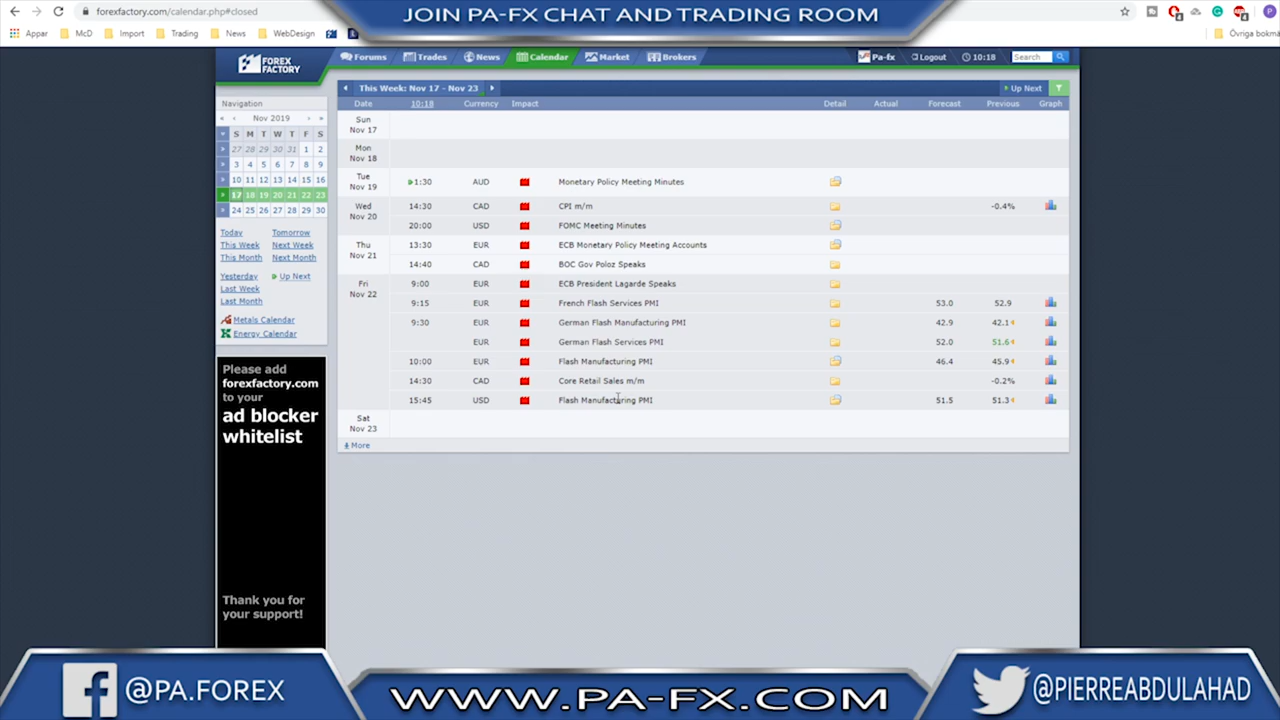 forexfactory.com/calendar.php#closed
JOIN PA-FX CHAT AND TRADING ROOM
Appar McD Import Trading News WebDesign
Övriga bokmä
FOREX FACTORY
Forums Trades News Calendar Market Brokers Pa-fx Logout 10:18 Search
Navigation
Nov 2019
S M T W T F S
27 28 29 30 31 1 2
3 4 5 6 7 8 9
10 11 12 13 14 15 16
17 18 19 20 21 22 23
24 25 26 27 28 29 30
Today Tomorrow
This Week Next Week
This Month Next Month
Yesterday Up Next
Last Week
Last Month
Metals Calendar
Energy Calendar
Please add
forexfactory.com
to your
ad blocker
whitelist
Thank you for
your support!
This Week: Nov 17 - Nov 23 Up Next
Date 10:18 Currency Impact Detail Actual Forecast Previous Graph
Sun
Nov 17
Mon
Nov 18
Tue
Nov 19
1:30 AUD Monetary Policy Meeting Minutes
Wed
Nov 20
14:30 CAD CPI m/m -0.4%
20:00 USD FOMC Meeting Minutes
Thu
Nov 21
13:30 EUR ECB Monetary Policy Meeting Accounts
14:40 CAD BOC Gov Poloz Speaks
Fri
Nov 22
9:00 EUR ECB President Lagarde Speaks
9:15 EUR French Flash Services PMI 53.0 52.9
9:30 EUR German Flash Manufacturing PMI 42.9 42.1
EUR German Flash Services PMI 52.0 51.6
10:00 EUR Flash Manufacturing PMI 46.4 45.9
14:30 CAD Core Retail Sales m/m -0.2%
15:45 USD Flash Manufacturing PMI 51.5 51.3
Sat
Nov 23
More
@PA.FOREX
WWW.PA-FX.COM
@PIERREABDULAHAD